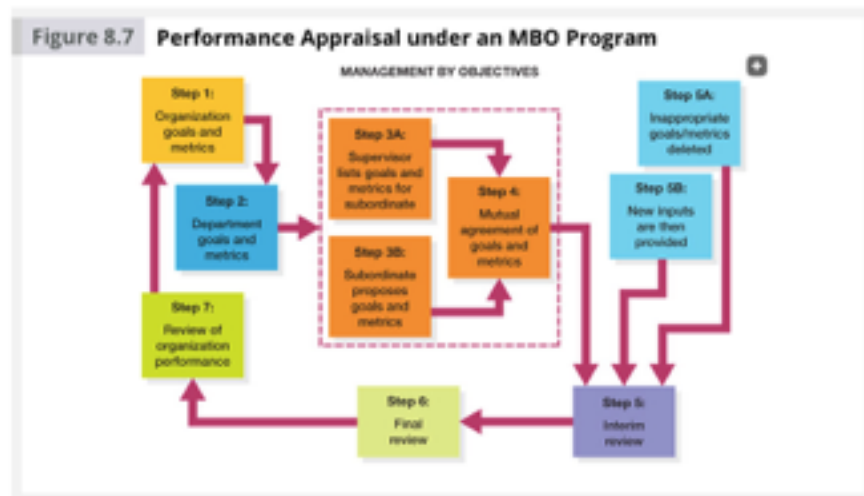 Figure 8.7 Performance Appraisal under an MBO Program
MANAGEMENT BY OBJECTIVES
Step 1:
Organization
goals and
metrics
Step 2:
Department
goals and
metrics
Step 3A:
Supervisor
lists goals and
metrics for
subordinate
Step 3B:
Subordinate
proposes
goals and
metrics
Step 4:
Mutual
agreement of
goals and
metrics
Step 5A:
Inappropriate
goals/metrics
deleted
Step 5B:
New inputs
are then
provided
Step 5:
Interim
review
Step 6:
Final
review
Step 7:
Review of
organization
performance